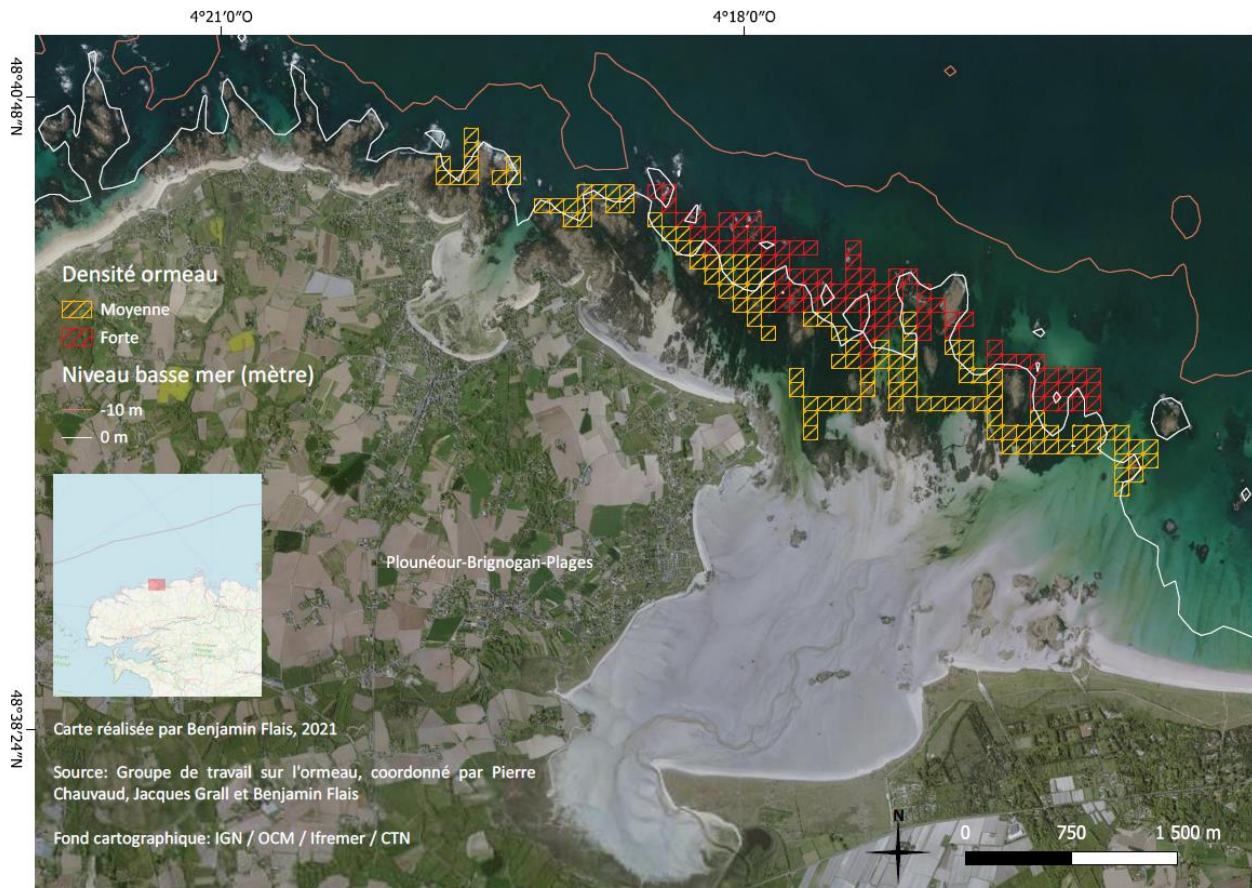 4°21'0"O
4°18'0"O
48°40'48"N
Densité ormeau
Moyenne
Forte
Niveau basse mer (mètre)
-10 m
0 m
Plounéour-Brignogan-Plages
48°38'24"N
Carte réalisée par Benjamin Flais, 2021
Source: Groupe de travail sur l'ormeau, coordonné par Pierre
Chauvaud, Jacques Grall et Benjamin Flais
Fond cartographique: IGN / OCM / Ifremer / CTN
N
0 750 1 500 m